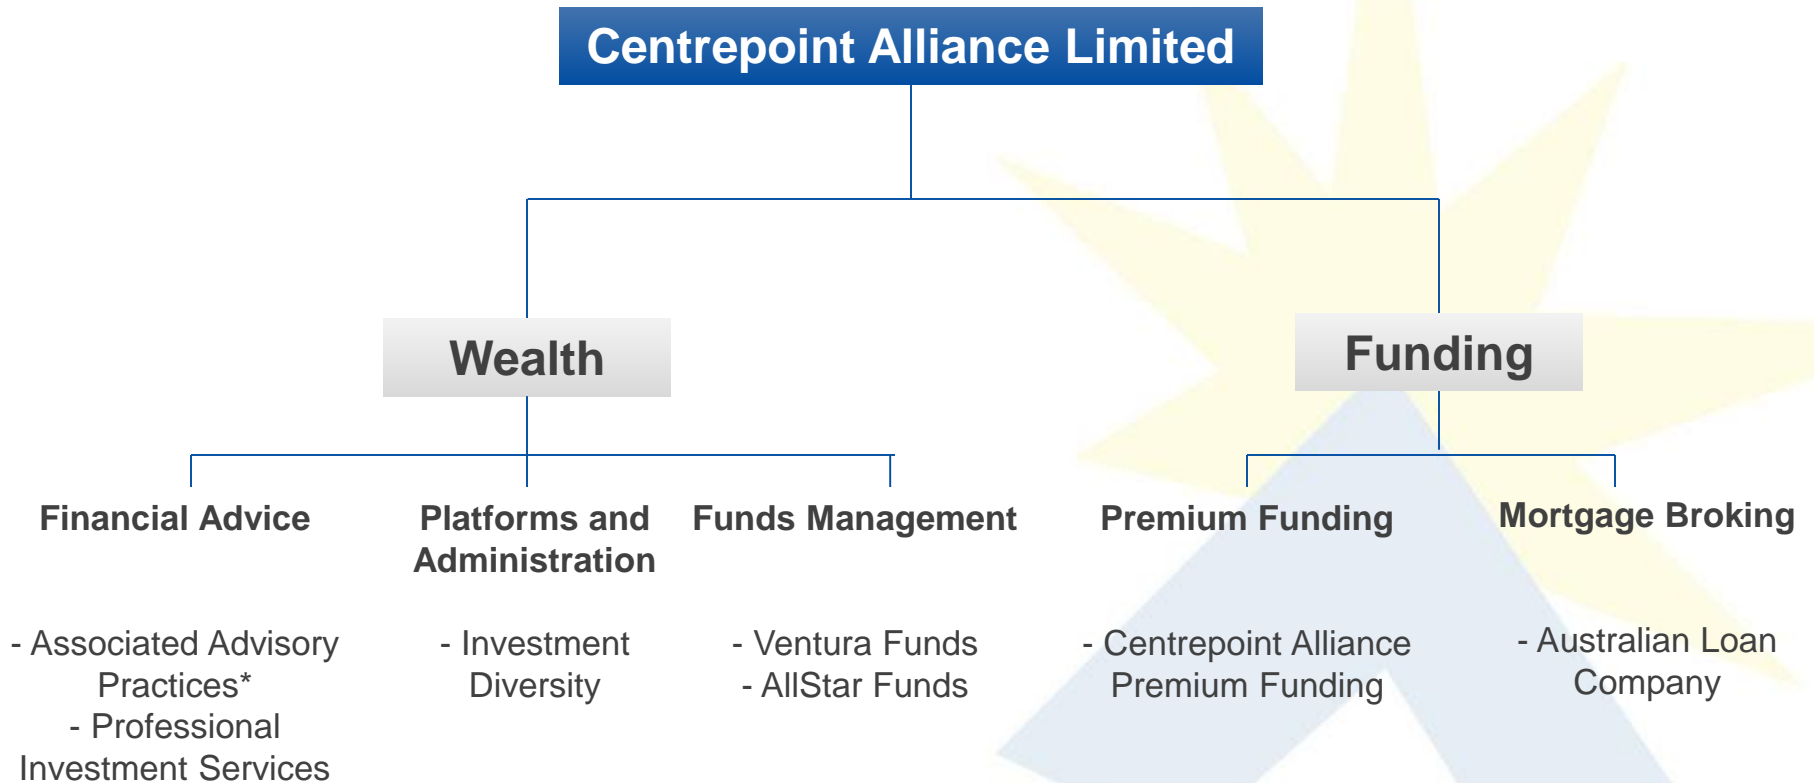 Centrepoint Alliance Limited
Wealth
Funding
Financial Advice
Platforms and
Administration
Funds Management
Premium Funding
Mortgage Broking
- Associated Advisory
Practices*
- Professional
Investment Services
- Investment
Diversity
- Ventura Funds
- AllStar Funds
- Centrepoint Alliance
Premium Funding
- Australian Loan
Company